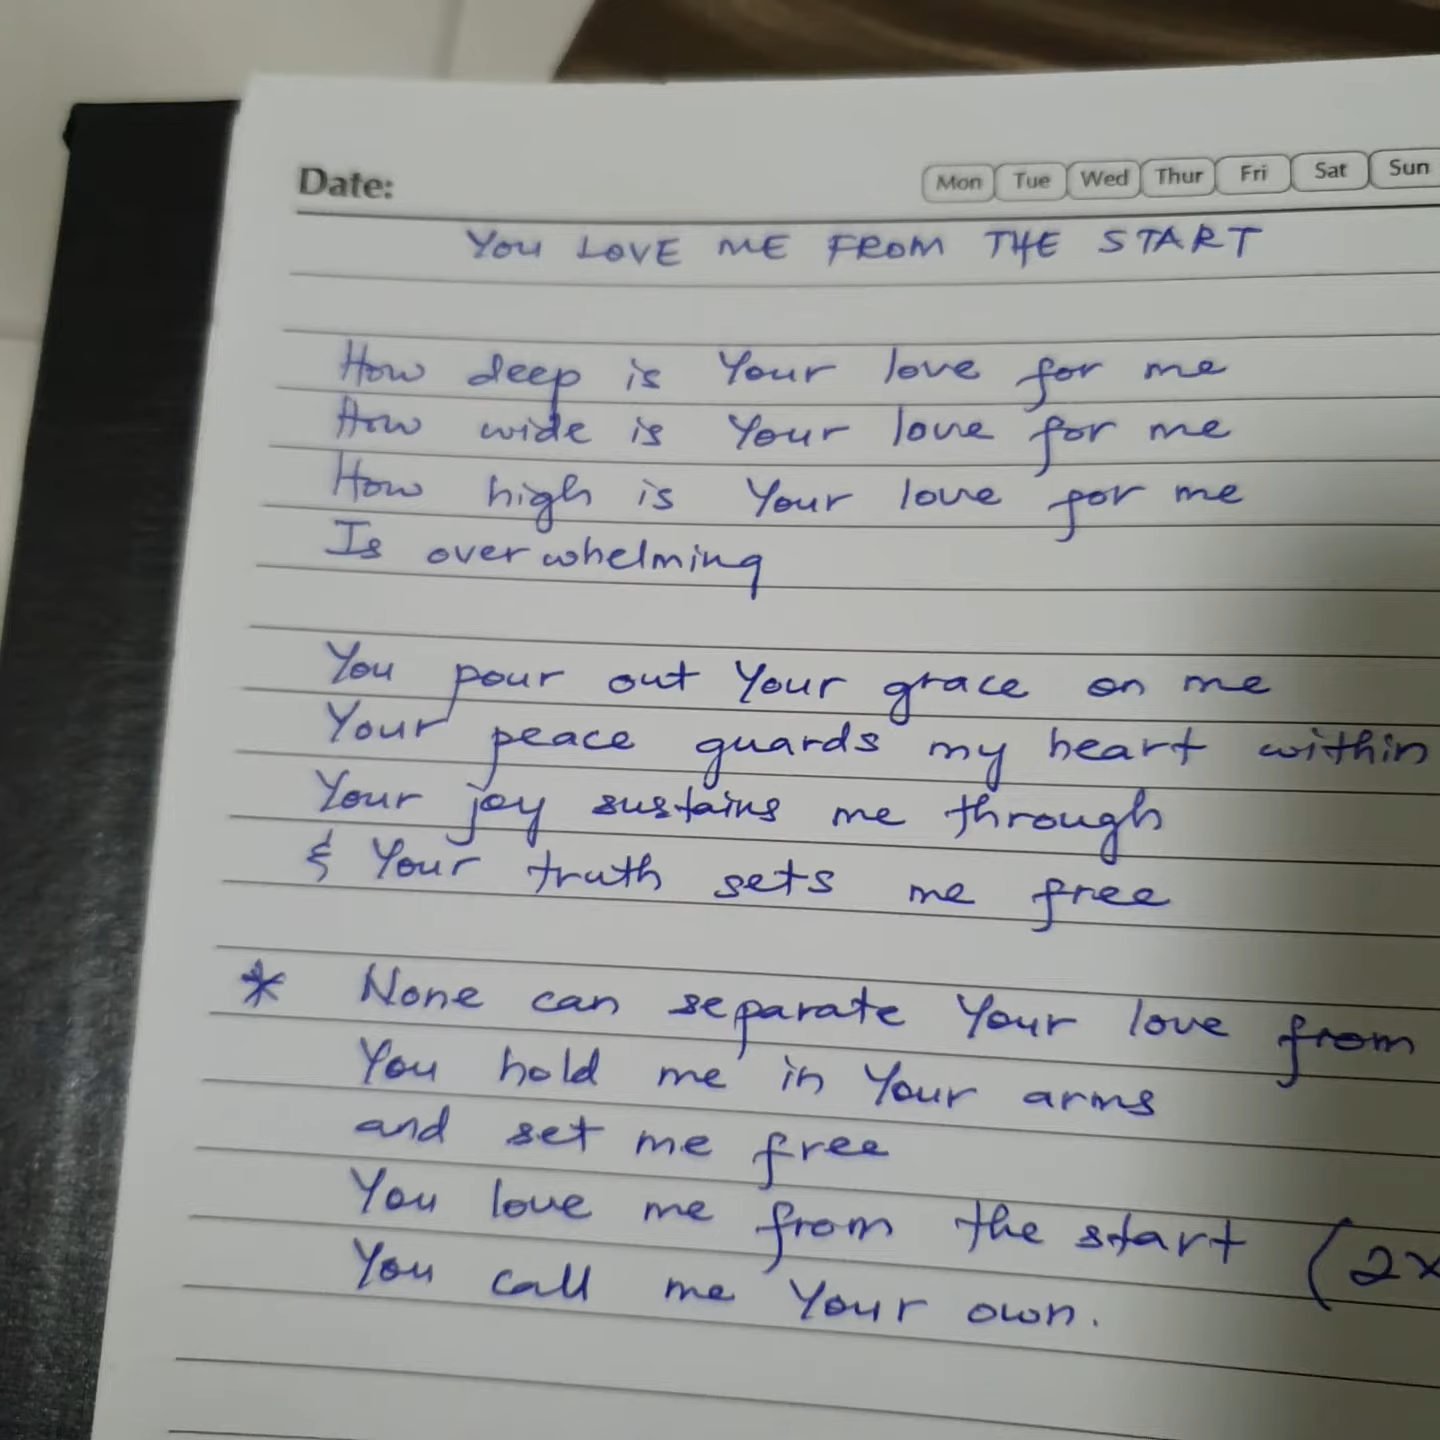 Date:
Mon Tue Wed Thur Fri Sat Sun
YOU LOVE ME FROM THE START
How deep is Your love for me
How wide is Your love for me
How high is Your love for me
Is overwhelming
You pour out Your grace on me
Your peace guards my heart within
Your joy sustains me through
& Your truth sets me free
* None can separate Your love from
You hold me in Your arms
and set me free
You love me from the start (2x
You call me Your own.